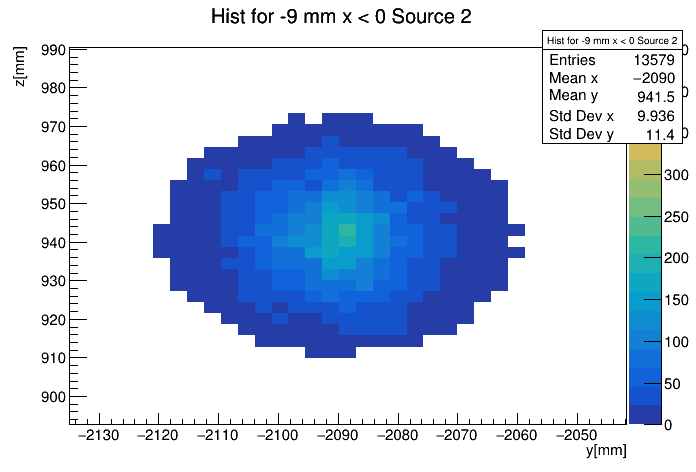 Hist for -9 mm x < 0 Source 2
z[mm]
990
980
970
960
950
940
930
920
910
900
Hist for -9 mm x < 0 Source 2
Entries 13579
Mean x −2090
Mean y 941.5
Std Dev x 9.936
Std Dev y 11.4
300
250
200
150
100
50
0
−2130 −2120 −2110 −2100 −2090 −2080 −2070 −2060 −2050
y[mm]